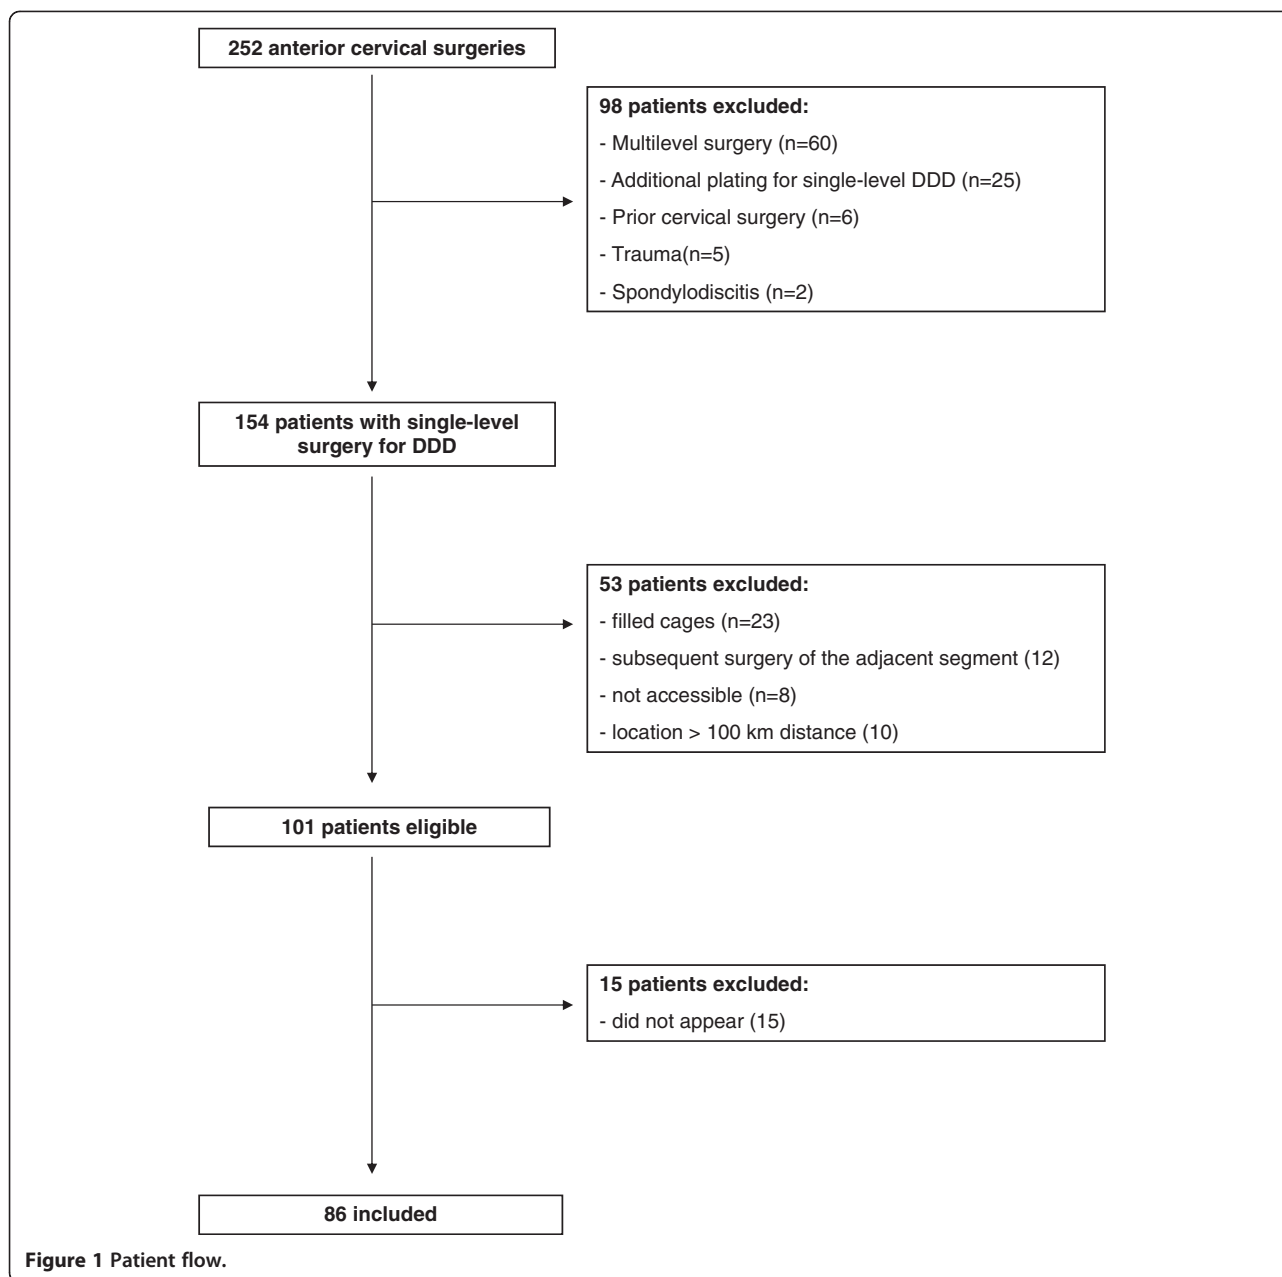 252 anterior cervical surgeries
98 patients excluded:
- Multilevel surgery (n=60)
- Additional plating for single-level DDD (n=25)
- Prior cervical surgery (n=6)
- Trauma(n=5)
- Spondylodiscitis (n=2)
154 patients with single-level
surgery for DDD
53 patients excluded:
- filled cages (n=23)
- subsequent surgery of the adjacent segment (12)
- not accessible (n=8)
- location > 100 km distance (10)
101 patients eligible
15 patients excluded:
- did not appear (15)
86 included
Figure 1 Patient flow.